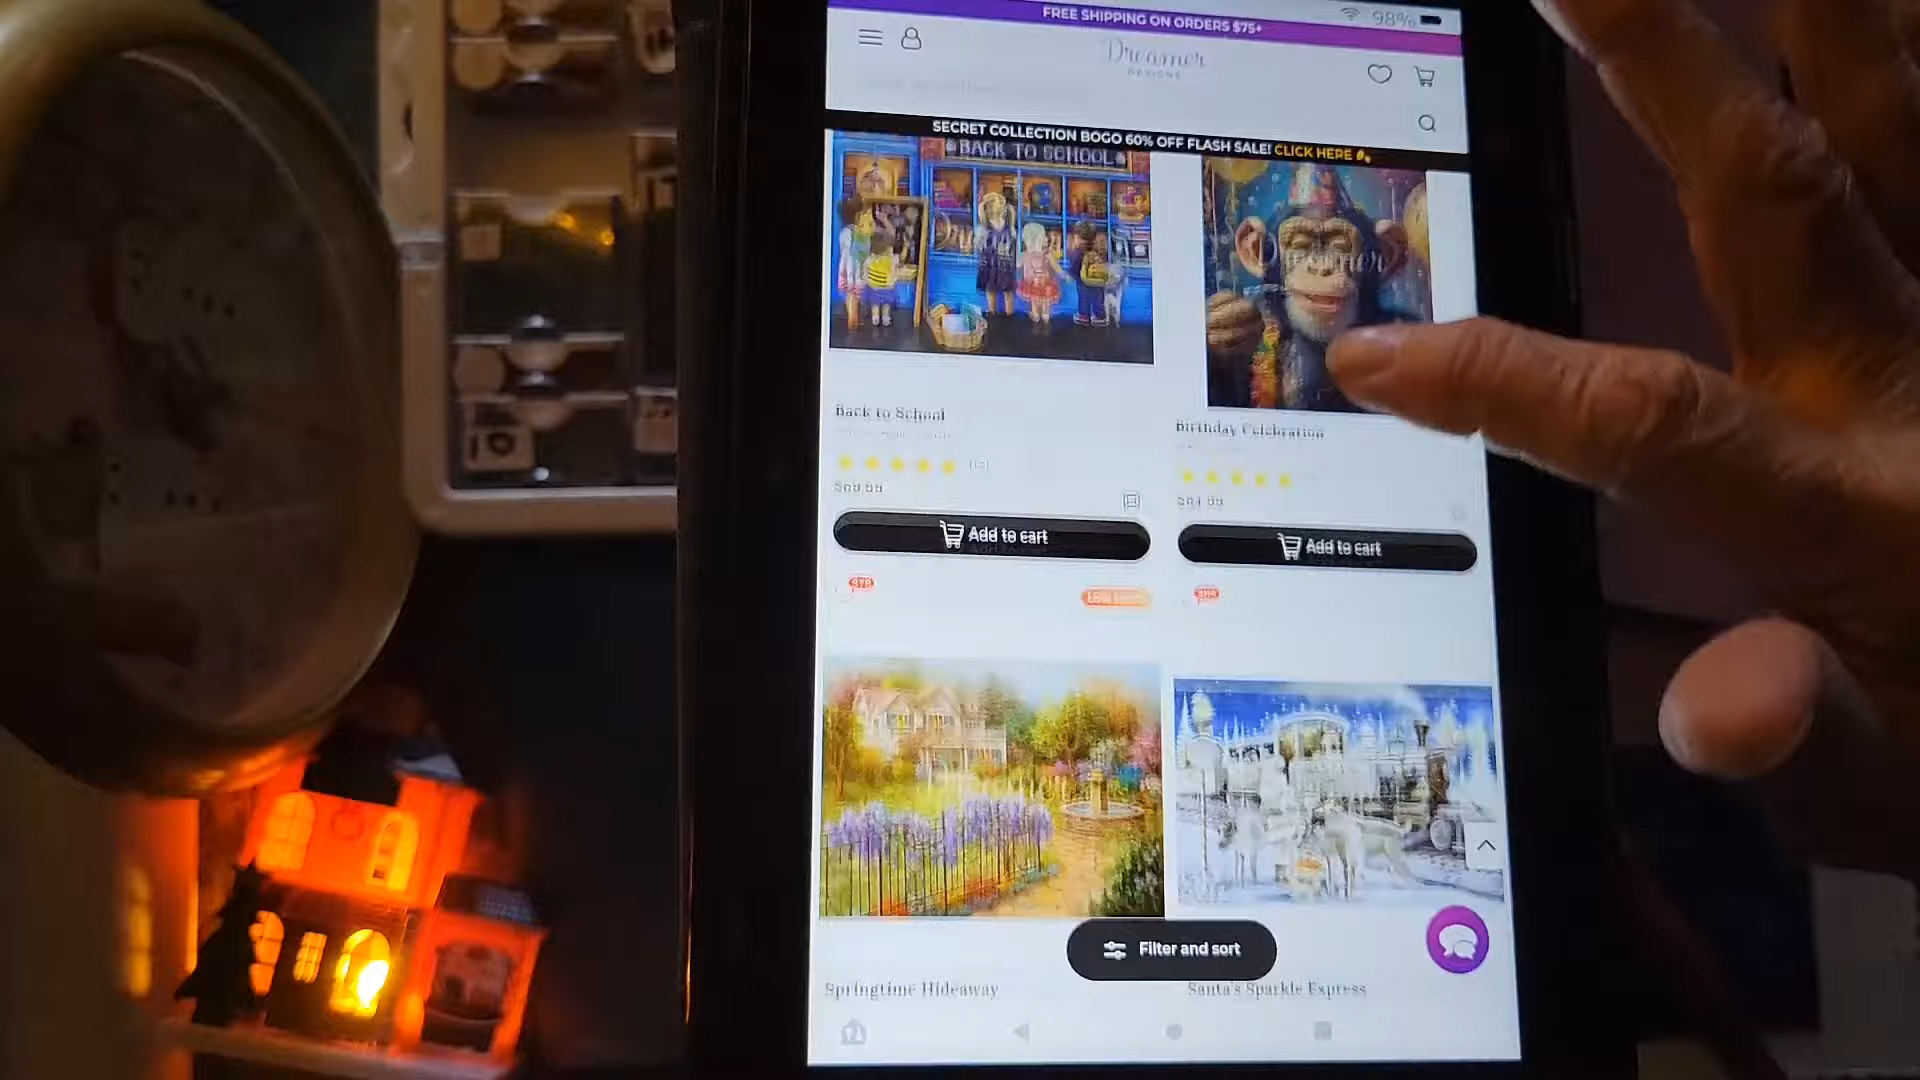 FREE SHIPPING ON ORDERS $75+
98%
Dreamer
DESIGNS
SECRET COLLECTION BOGO 60% OFF FLASH SALE! CLICK HERE
BACK TO SCHOOL
Dreamer
Back to School
Birthday Celebration
Add to cart
Add to cart
Filter and sort
Springtime Hideaway
Santa's Sparkle Express